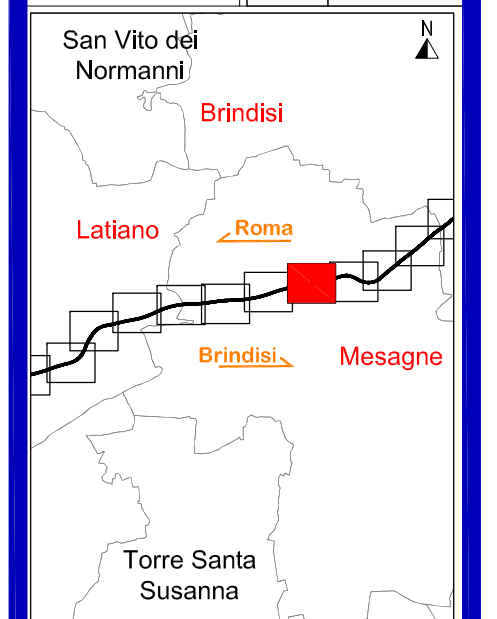 San Vito dei
Normanni
N
Brindisi
Latiano
Roma
Brindisi
Mesagne
Torre Santa
Susanna